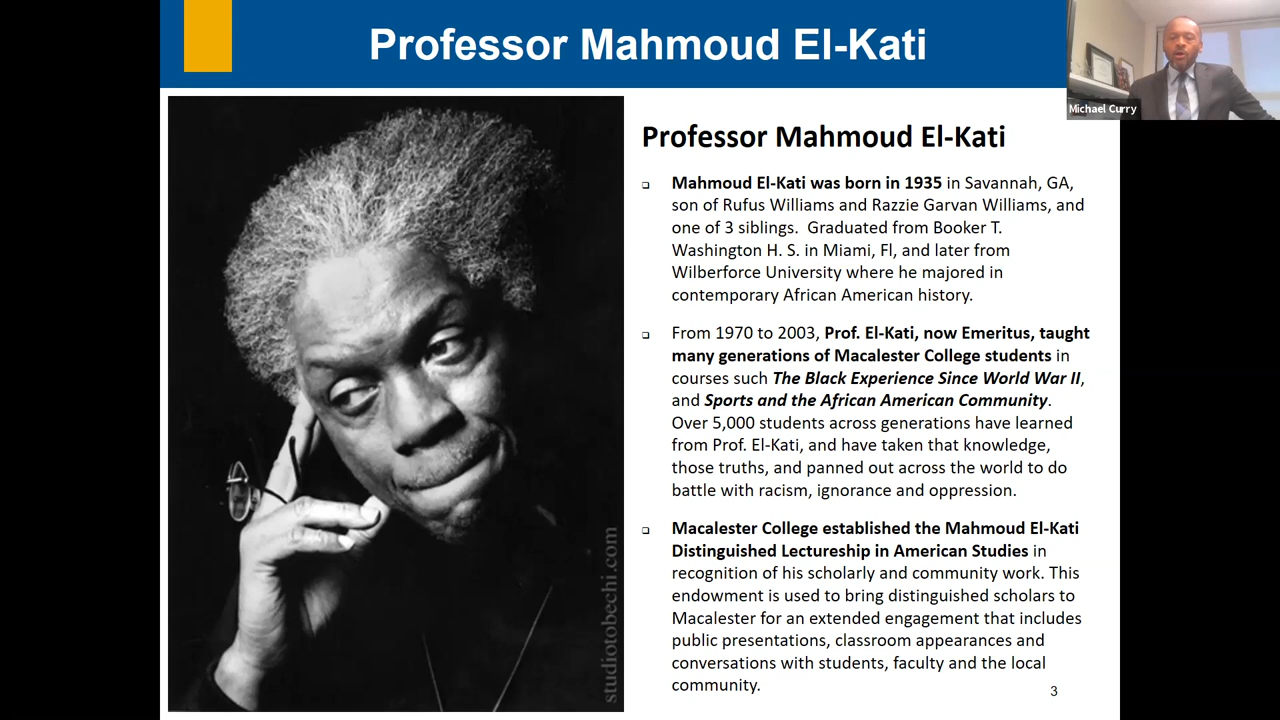 Professor Mahmoud El-Kati
Michael Curry
Professor Mahmoud El-Kati
Mahmoud El-Kati was born in 1935 in Savannah, GA,
son of Rufus Williams and Razzie Garvan Williams, and
one of 3 siblings. Graduated from Booker T.
Washington H. S. in Miami, Fl, and later from
Wilberforce University where he majored in
contemporary African American history.
From 1970 to 2003, Prof. El-Kati, now Emeritus, taught
many generations of Macalester College students in
courses such The Black Experience Since World War II,
and Sports and the African American Community.
Over 5,000 students across generations have learned
from Prof. El-Kati, and have taken that knowledge,
those truths, and panned out across the world to do
battle with racism, ignorance and oppression.
Macalester College established the Mahmoud El-Kati
Distinguished Lectureship in American Studies in
recognition of his scholarly and community work. This
endowment is used to bring distinguished scholars to
Macalester for an extended engagement that includes
public presentations, classroom appearances and
conversations with students, faculty and the local
community.
3
studiotobechi.com